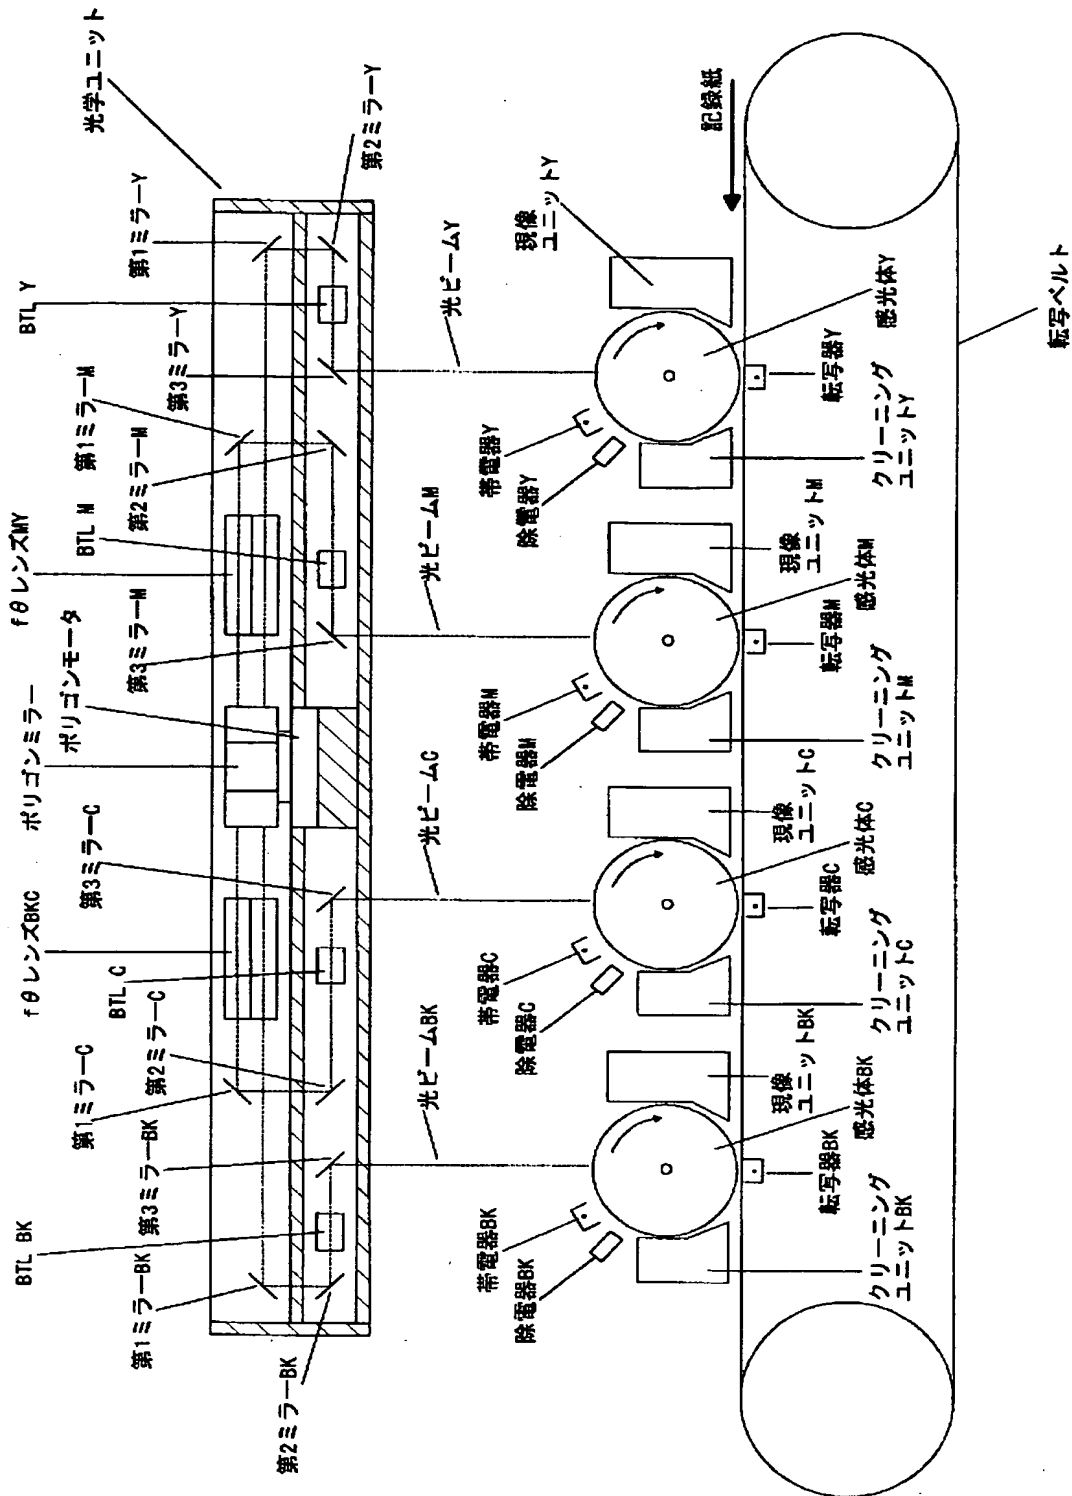 光学ユニット
第1ミラーY
第2ミラーY
BTL Y
第3ミラーY
第1ミラーM
第2ミラーM
BTL M
fθレンズMY
第3ミラーM
ポリゴンモータ
ポリゴンミラー
第3ミラーC
fθレンズBKC
BTL C
第2ミラーC
第1ミラーC
第3ミラーBK
BTL BK
第1ミラーBK
第2ミラーBK
光ビームY
光ビームM
光ビームC
光ビームBK
記録紙
現像
ユニットY
感光体Y
転写ベルト
帯電器Y
除電器Y
転写器Y
クリーニング
ユニットY
現像
ユニットM
感光体M
帯電器M
除電器M
転写器M
クリーニング
ユニットM
現像
ユニットC
感光体C
帯電器C
除電器C
転写器C
クリーニング
ユニットC
現像
ユニットBK
感光体BK
帯電器BK
除電器BK
転写器BK
クリーニング
ユニットBK